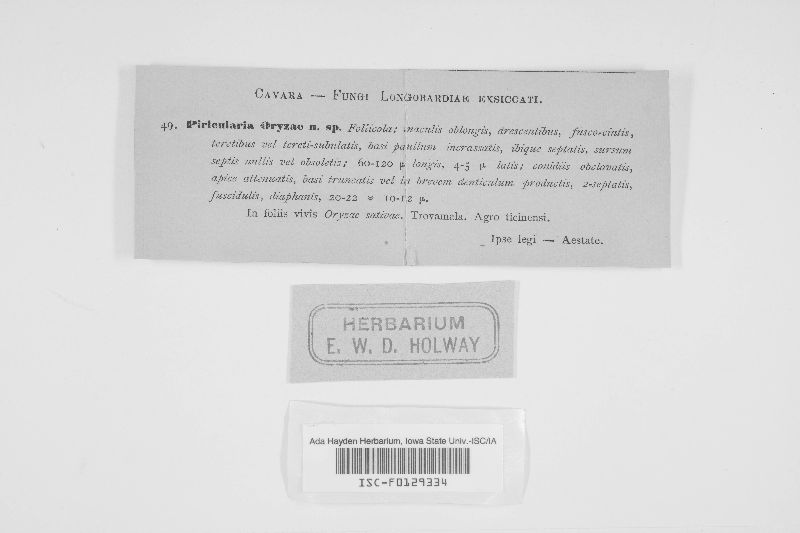 CAVARA — FUNGI LONGOBARDIAE EXSICCATI.
49. Piricularia Oryzae n. sp. Foliicola; maculis oblongis, arescentibus, fusco-cintis,
teretibus vel tereti-subulatis, basi paullum incrassatis, ibique septatis, sursum
septis nullis vel obsoletis; 60-120 µ longis, 4-5 µ latis; conidiis obclavatis,
apice attenuatis, basi truncatis vel in brevem denticulum productis, 2-septatis,
fuscidulis, diaphanis, 20-22 * 10-12 µ.
In foliis vivis Oryzae sativae. Trovamala. Agro ticinensi.
Ipse legi — Aestate.
HERBARIUM
E. W. D. HOLWAY
Ada Hayden Herbarium, Iowa State Univ.-ISC/IA
ISC-F0129334